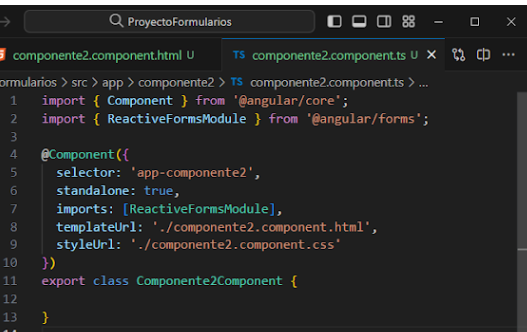 ProyectoFormularios
componente2.component.html U
TS componente2.component.ts U
ormularios > src > app > componente2 > TS componente2.component.ts > ...
1 import { Component } from '@angular/core';
2 import { ReactiveFormsModule } from '@angular/forms';
3
4 @Component({
5 selector: 'app-componente2',
6 standalone: true,
7 imports: [ReactiveFormsModule],
8 templateUrl: './componente2.component.html',
9 styleUrl: './componente2.component.css'
10 })
11 export class Componente2Component {
12
13 }